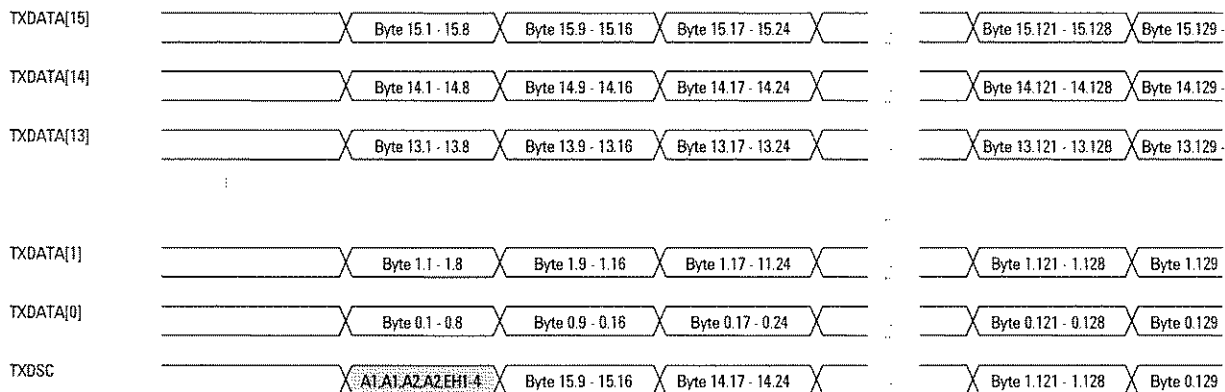 TXDATA[15] Byte 15.1 - 15.8 Byte 15.9 - 15.16 Byte 15.17 - 15.24 Byte 15.121 - 15.128 Byte 15.129 -
TXDATA[14] Byte 14.1 - 14.8 Byte 14.9 - 14.16 Byte 14.17 - 14.24 Byte 14.121 - 14.128 Byte 14.129 -
TXDATA[13] Byte 13.1 - 13.8 Byte 13.9 - 13.16 Byte 13.17 - 13.24 Byte 13.121 - 13.128 Byte 13.129 -
TXDATA[1] Byte 1.1 - 1.8 Byte 1.9 - 1.16 Byte 1.17 - 11.24 Byte 1.121 - 1.128 Byte 1.129
TXDATA[0] Byte 0.1 - 0.8 Byte 0.9 - 0.16 Byte 0.17 - 0.24 Byte 0.121 - 0.128 Byte 0.129
TXDSC A1,A1,A2,A2,EH1-4 Byte 15.9 - 15.16 Byte 14.17 - 14.24 Byte 1.121 - 1.128 Byte 0.129